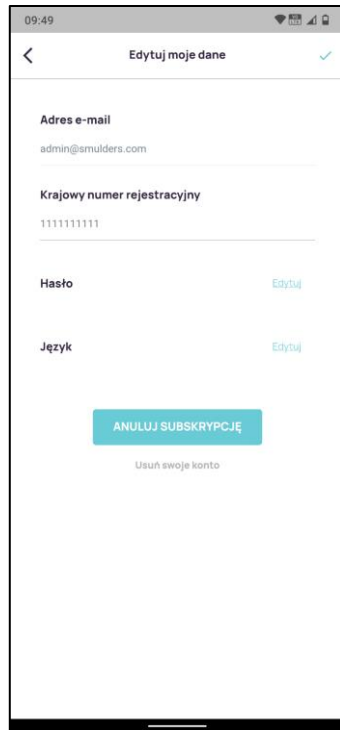 09:49
Edytuj moje dane
Adres e-mail
admin@smulders.com
Krajowy numer rejestracyjny
1111111111
Hasło Edytuj
Język Edytuj
ANULUJ SUBSKRYPCJĘ
Usuń swoje konto